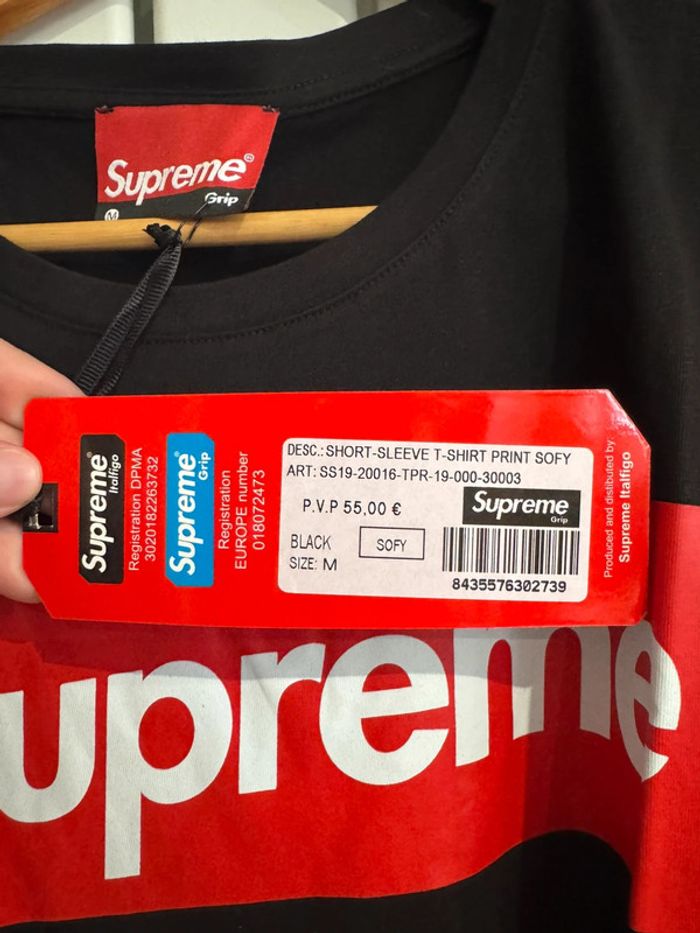 Supreme®
Grip
M
Supreme®
Italfigo
Registration DPMA
3020182263732
Supreme®
Grip
Registration
EUROPE number
018072473
DESC.: SHORT-SLEEVE T-SHIRT PRINT SOFY
ART: SS19-20016-TPR-19-000-30003
P.V.P 55,00 €
Supreme
Grip
BLACK
SOFY
SIZE: M
8435576302739
Produced and distributed by
Supreme Italfigo
upreme